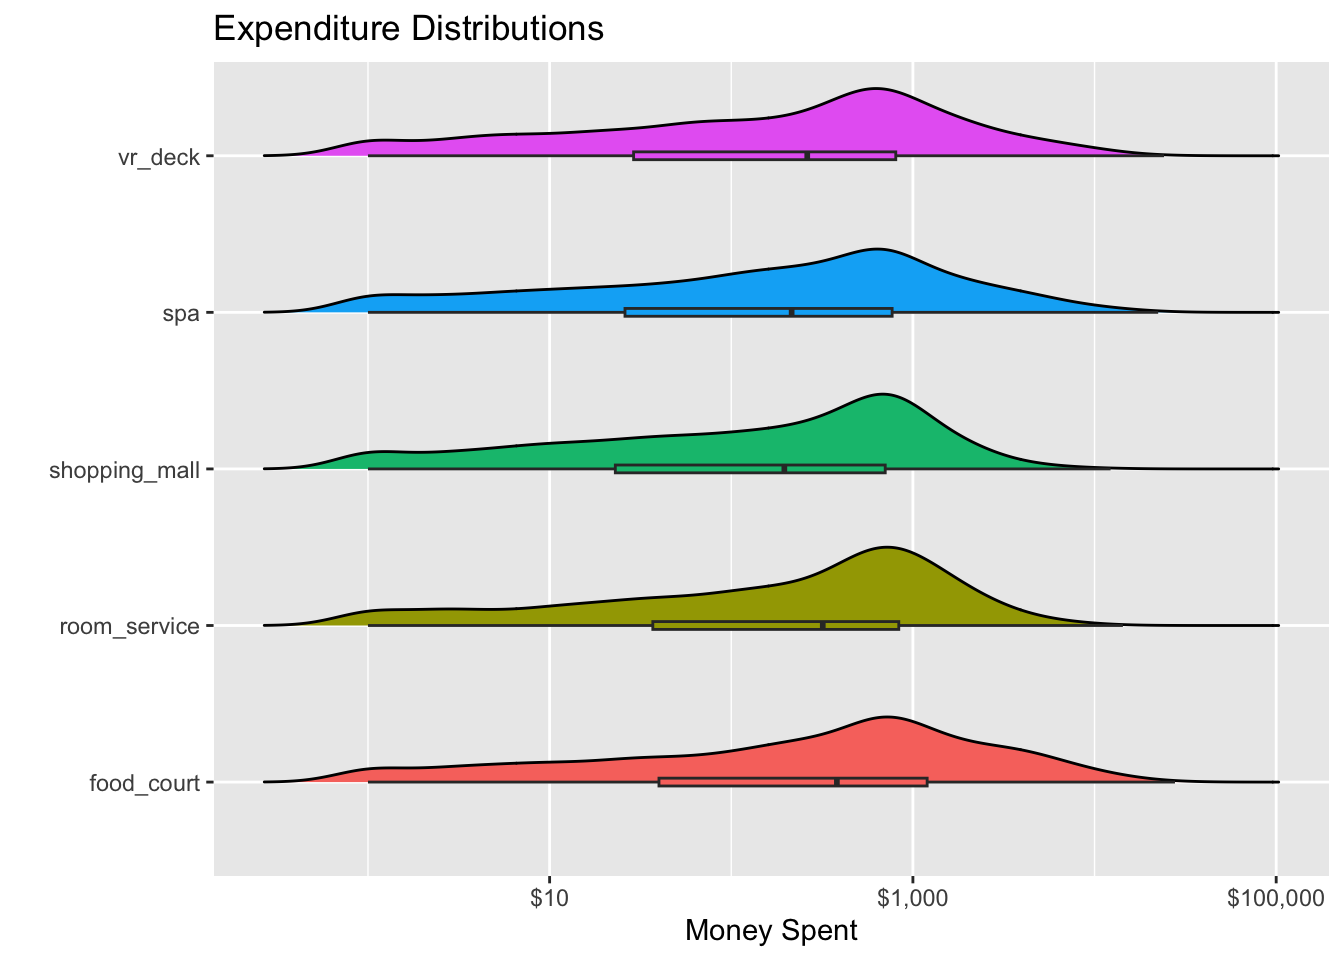 Expenditure Distributions
vr_deck
spa
shopping_mall
room_service
food_court
$10
$1,000
$100,000
Money Spent